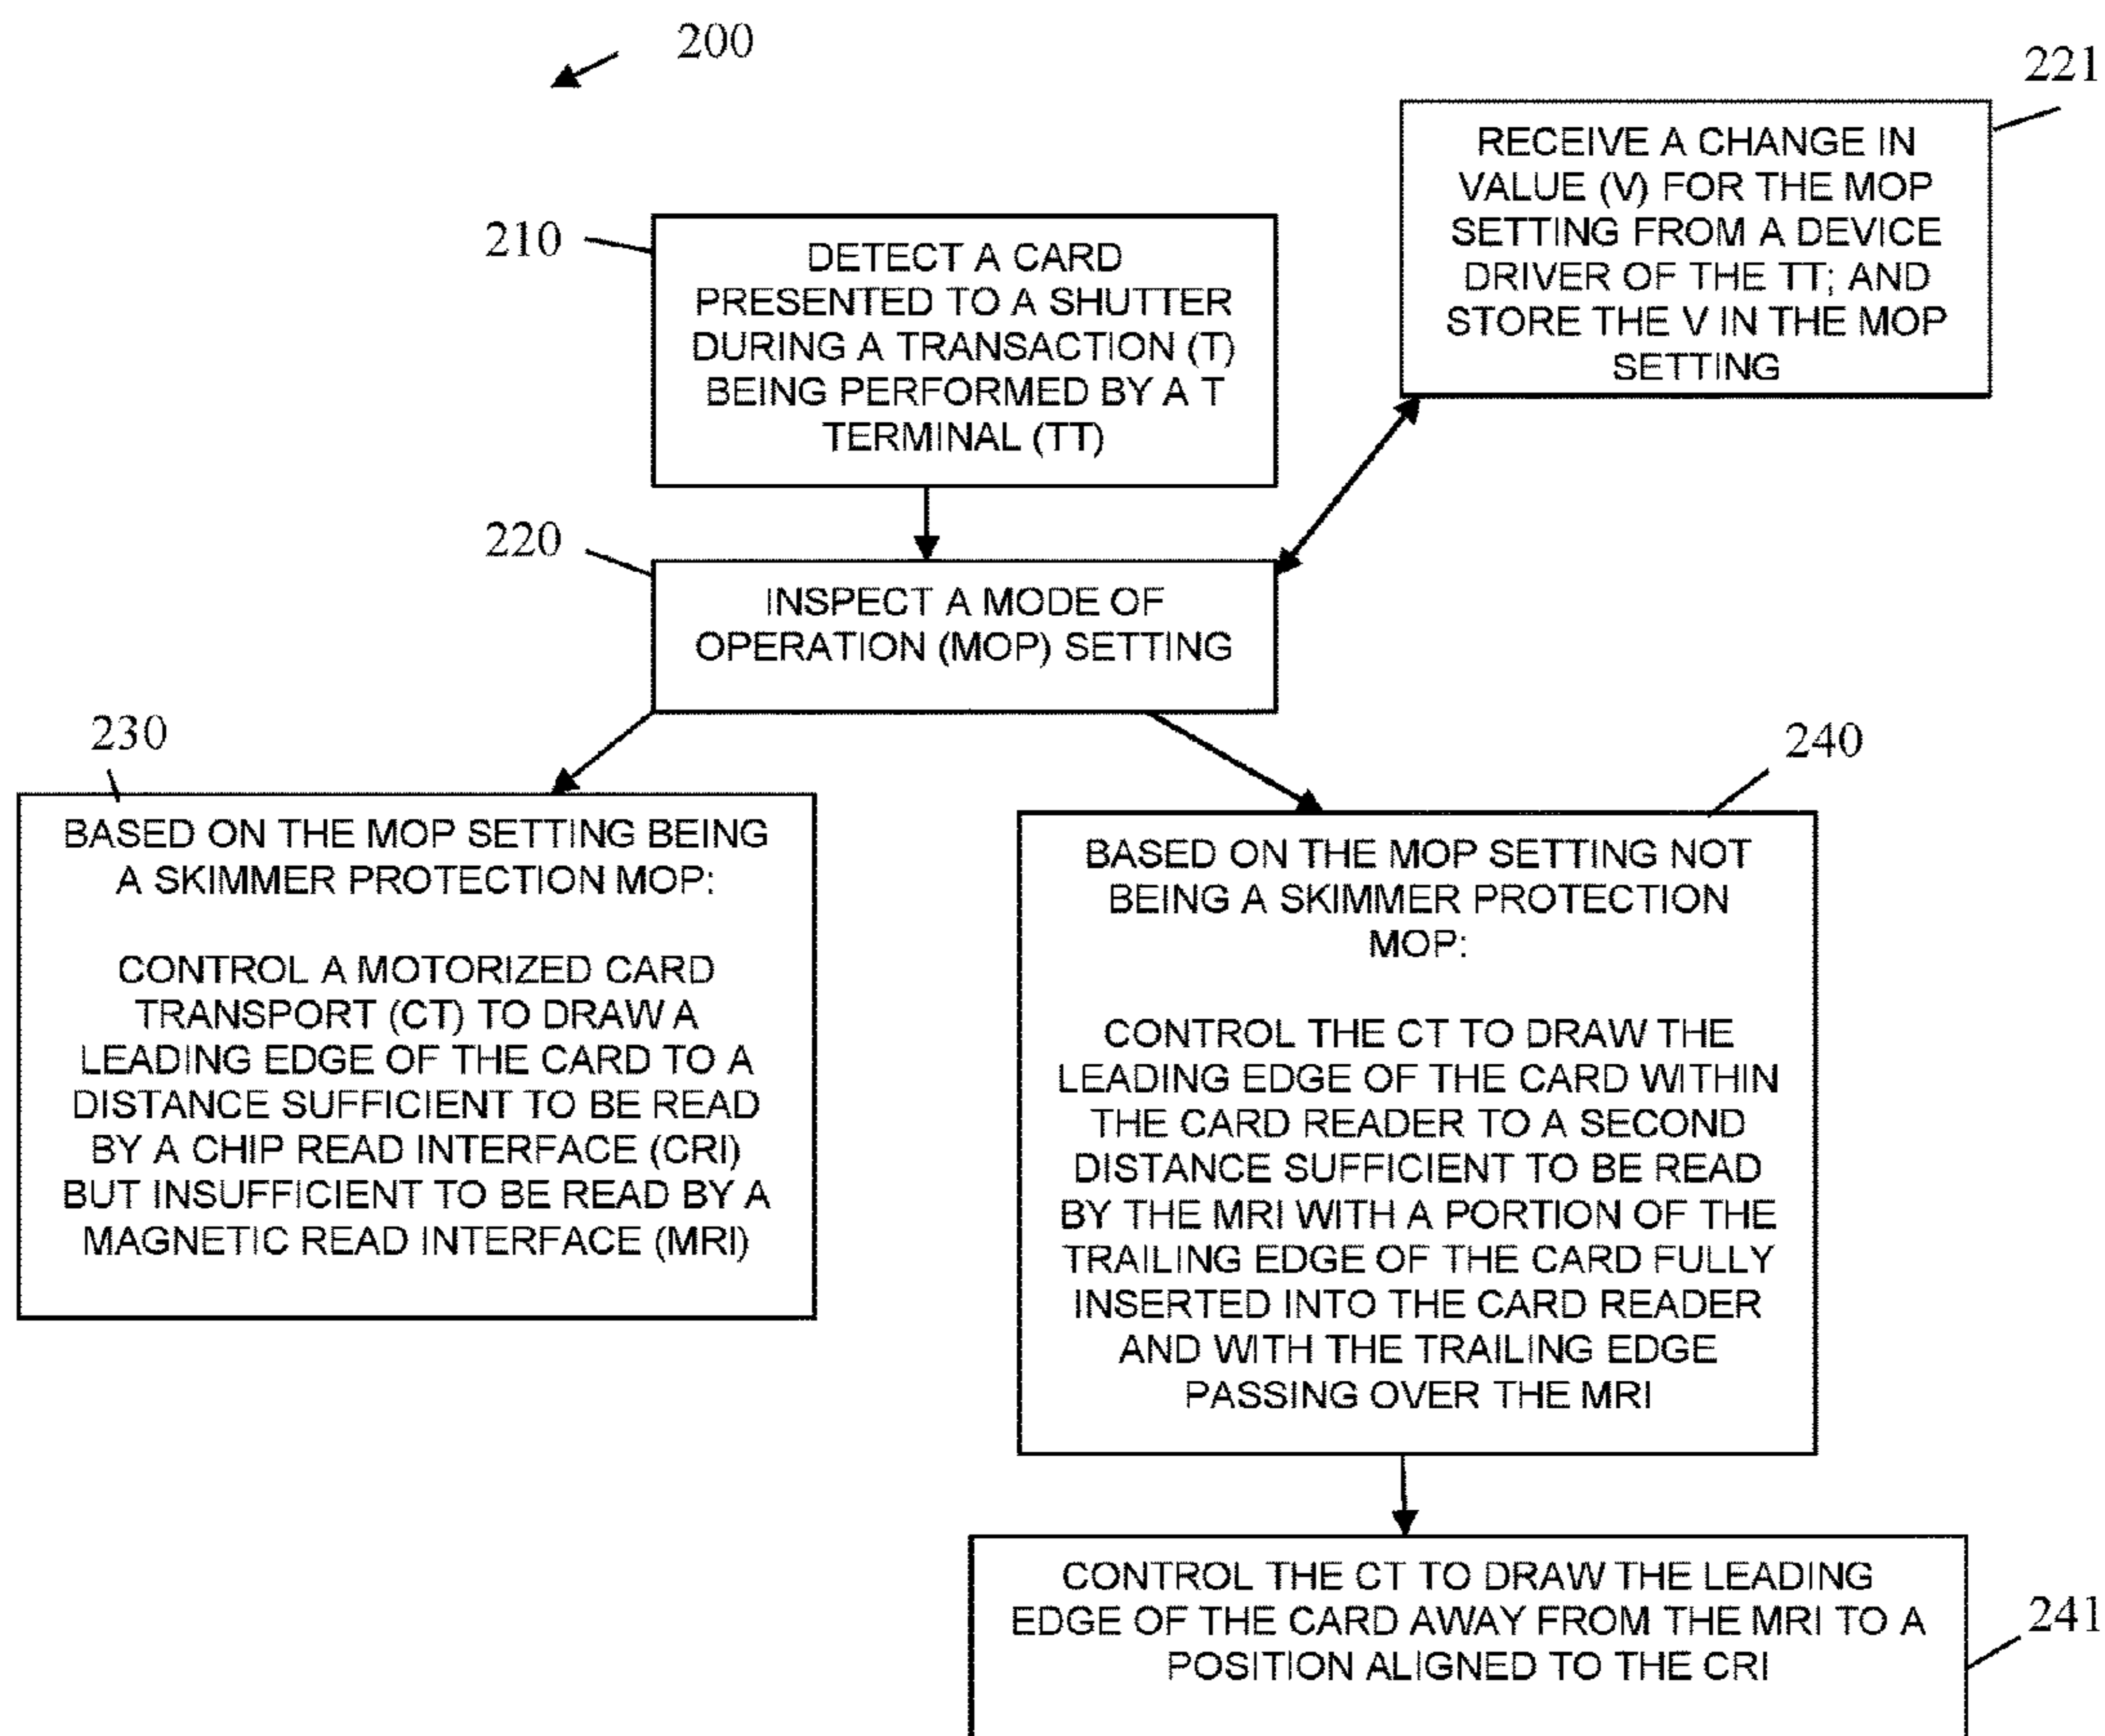 200
221
RECEIVE A CHANGE IN
VALUE (V) FOR THE MOP
SETTING FROM A DEVICE
DRIVER OF THE TT; AND
STORE THE V IN THE MOP
SETTING
210
DETECT A CARD
PRESENTED TO A SHUTTER
DURING A TRANSACTION (T)
BEING PERFORMED BY A T
TERMINAL (TT)
220
INSPECT A MODE OF
OPERATION (MOP) SETTING
230
BASED ON THE MOP SETTING BEING
A SKIMMER PROTECTION MOP:
CONTROL A MOTORIZED CARD
TRANSPORT (CT) TO DRAW A
LEADING EDGE OF THE CARD TO A
DISTANCE SUFFICIENT TO BE READ
BY A CHIP READ INTERFACE (CRI)
BUT INSUFFICIENT TO BE READ BY A
MAGNETIC READ INTERFACE (MRI)
240
BASED ON THE MOP SETTING NOT
BEING A SKIMMER PROTECTION
MOP:
CONTROL THE CT TO DRAW THE
LEADING EDGE OF THE CARD WITHIN
THE CARD READER TO A SECOND
DISTANCE SUFFICIENT TO BE READ
BY THE MRI WITH A PORTION OF THE
TRAILING EDGE OF THE CARD FULLY
INSERTED INTO THE CARD READER
AND WITH THE TRAILING EDGE
PASSING OVER THE MRI
CONTROL THE CT TO DRAW THE LEADING
EDGE OF THE CARD AWAY FROM THE MRI TO A
POSITION ALIGNED TO THE CRI
241